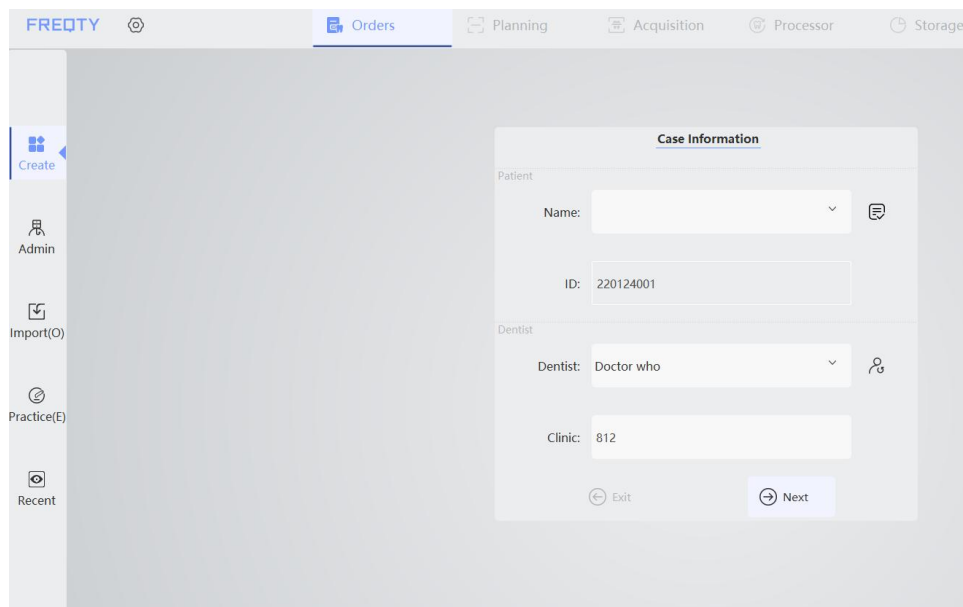 FREQTY
Orders
Planning
Acquisition
Processor
Storage
Create
Admin
Import(O)
Practice(E)
Recent
Case Information
Patient
Name:
ID: 220124001
Dentist
Dentist: Doctor who
Clinic: 812
Exit
Next